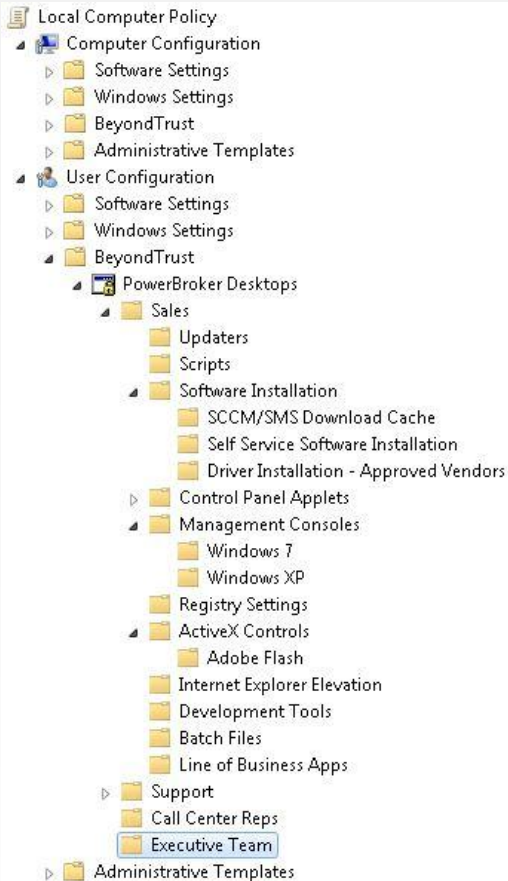 Local Computer Policy
Computer Configuration
Software Settings
Windows Settings
BeyondTrust
Administrative Templates
User Configuration
Software Settings
Windows Settings
BeyondTrust
PowerBroker Desktops
Sales
Updaters
Scripts
Software Installation
SCCM/SMS Download Cache
Self Service Software Installation
Driver Installation - Approved Vendors
Control Panel Applets
Management Consoles
Windows 7
Windows XP
Registry Settings
ActiveX Controls
Adobe Flash
Internet Explorer Elevation
Development Tools
Batch Files
Line of Business Apps
Support
Call Center Reps
Executive Team
Administrative Templates